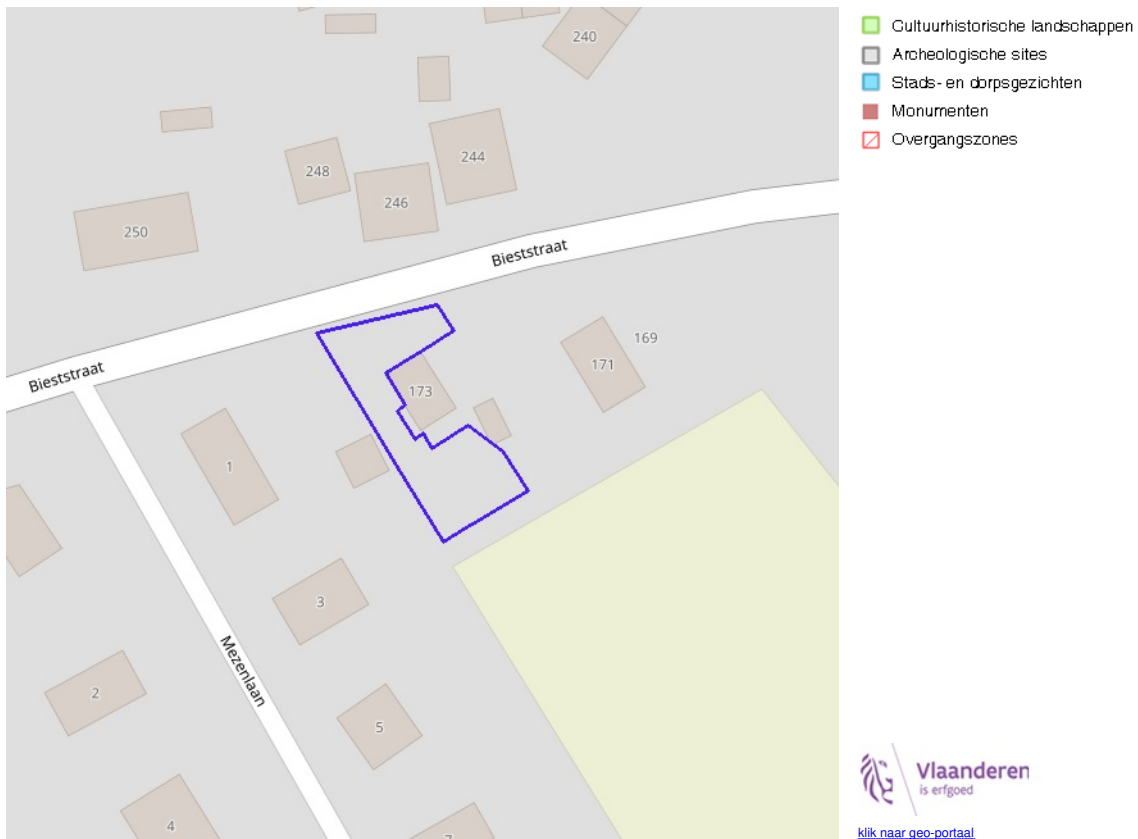 240
244
248
246
250
Bieststraat
Bieststraat
169
171
173
1
3
Mezenlaan
2
5
4
7
Cultuurhistorische landschappen
Archeologische sites
Stads- en dorpsgezichten
Monumenten
Overgangszones
Vlaanderen
is erfgoed
klik naar geo-portaal